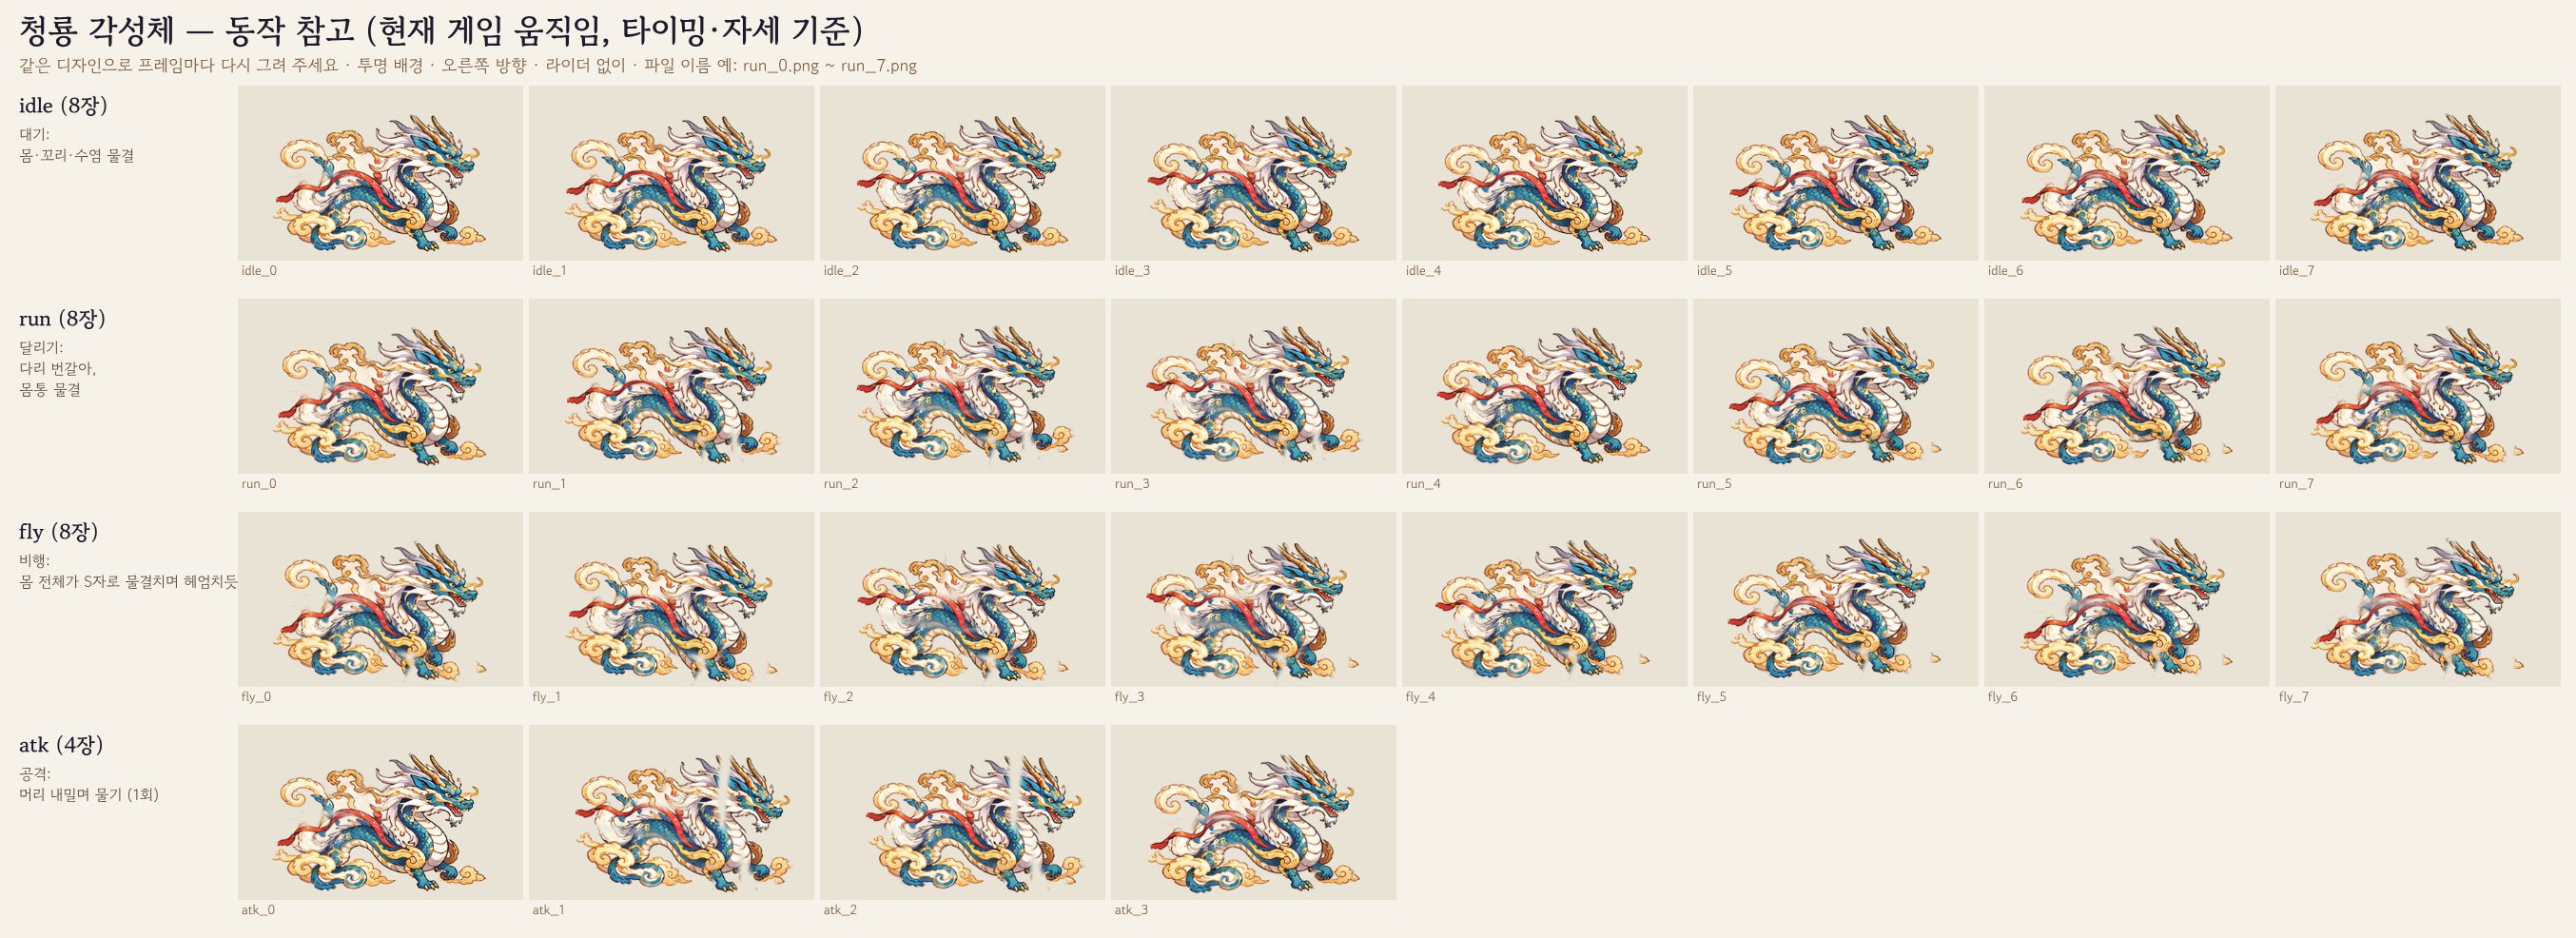 청룡 각성체 — 동작 참고 (현재 게임 움직임, 타이밍·자세 기준)
같은 디자인으로 프레임마다 다시 그려 주세요 · 투명 배경 · 오른쪽 방향 · 라이더 없이 · 파일 이름 예: run_0.png ~ run_7.png
idle (8장)
대기:
몸·꼬리·수염 물결
idle_0 idle_1 idle_2 idle_3 idle_4 idle_5 idle_6 idle_7
run (8장)
달리기:
다리 번갈아,
몸통 물결
run_0 run_1 run_2 run_3 run_4 run_5 run_6 run_7
fly (8장)
비행:
몸 전체가 S자로 물결치며 헤엄치듯
fly_0 fly_1 fly_2 fly_3 fly_4 fly_5 fly_6 fly_7
atk (4장)
공격:
머리 내밀며 물기 (1회)
atk_0 atk_1 atk_2 atk_3